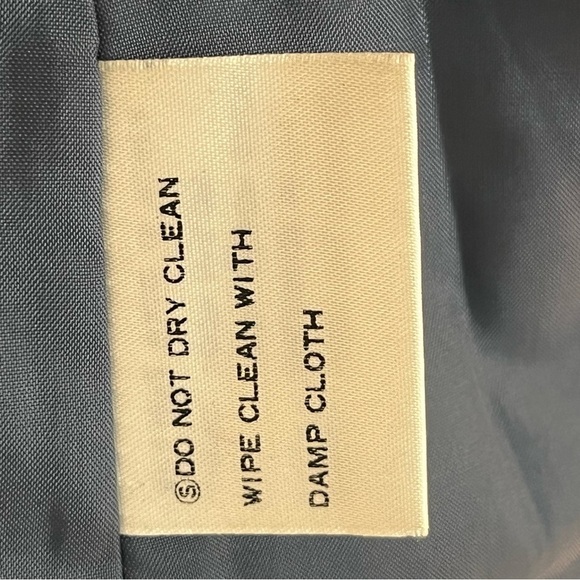 ⓈDO NOT DRY CLEAN
WIPE CLEAN WITH
DAMP CLOTH